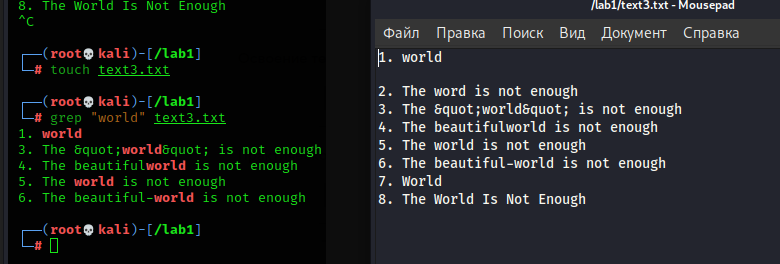 8. The World Is Not Enough
^C
┌──(root💀kali)-[/lab1]
└─# touch text3.txt
┌──(root💀kali)-[/lab1]
└─# grep "world" text3.txt
1. world
3. The &quot;world&quot; is not enough
4. The beautifulworld is not enough
5. The world is not enough
6. The beautiful-world is not enough
┌──(root💀kali)-[/lab1]
└─#
/lab1/text3.txt - Mousepad
Файл Правка Поиск Вид Документ Справка
1. world
2. The word is not enough
3. The &quot;world&quot; is not enough
4. The beautifulworld is not enough
5. The world is not enough
6. The beautiful-world is not enough
7. World
8. The World Is Not Enough